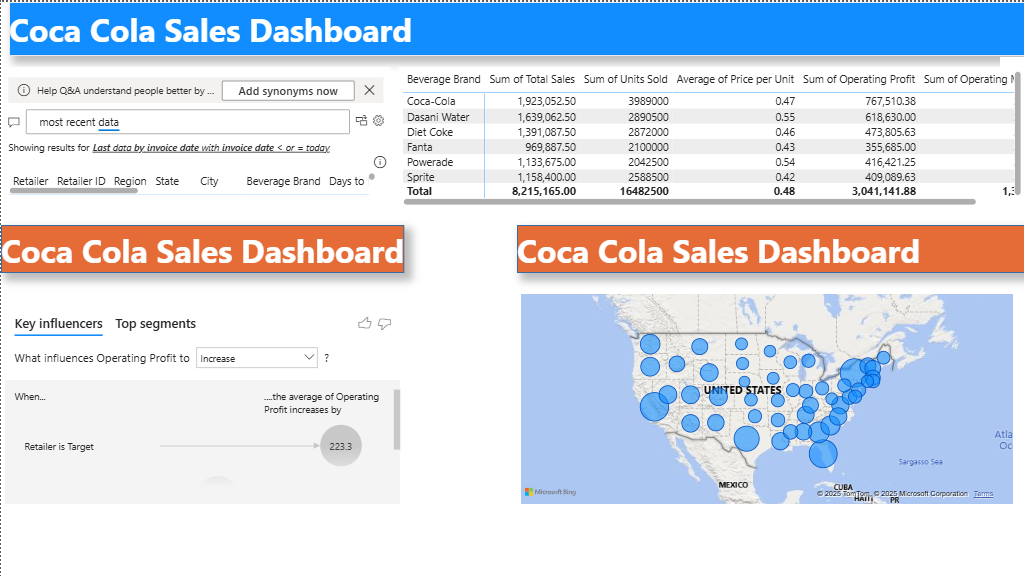 Coca Cola Sales Dashboard
Help Q&A understand people better by ...
Add synonyms now
most recent data
Showing results for Last data by invoice date with invoice date < or = today
Retailer Retailer ID Region State City Beverage Brand Days to
Beverage Brand Sum of Total Sales Sum of Units Sold Average of Price per Unit Sum of Operating Profit Sum of Operating
Coca-Cola 1,923,052.50 3989000 0.47 767,510.38
Dasani Water 1,639,062.50 2890500 0.55 618,630.00
Diet Coke 1,391,087.50 2872000 0.46 473,805.63
Fanta 969,887.50 2100000 0.43 355,685.00
Powerade 1,133,675.00 2042500 0.54 416,421.25
Sprite 1,158,400.00 2588500 0.42 409,089.63
Total 8,215,165.00 16482500 0.48 3,041,141.88
Coca Cola Sales Dashboard
Key influencers Top segments
What influences Operating Profit to Increase ?
When...
....the average of Operating
Profit increases by
Retailer is Target
223.3
Coca Cola Sales Dashboard
UNITED STATES
Atla
Oc
Sargasso Sea
MEXICO
CUBA
HAITI
PR
Microsoft Bing
© 2025 TomTom, © 2025 Microsoft Corporation Terms